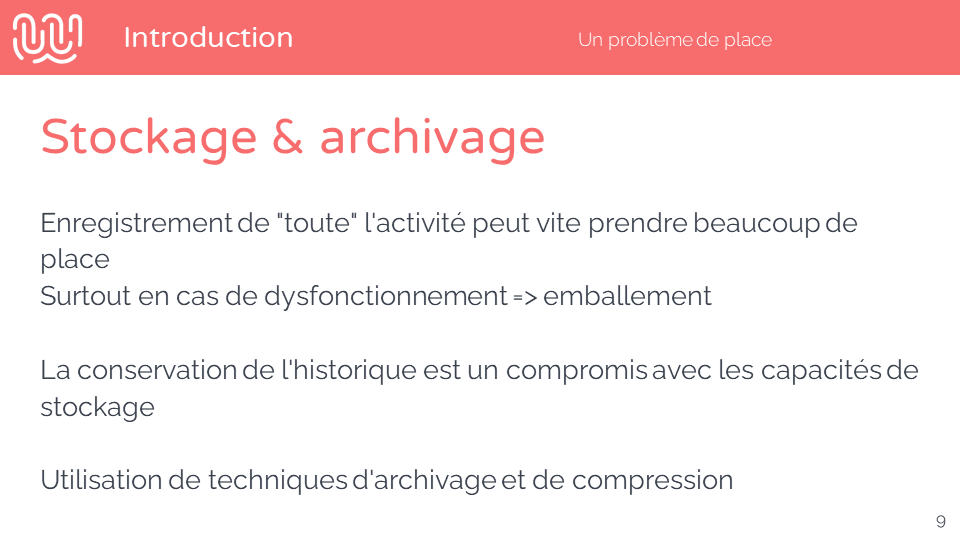 Introduction
Un problème de place
Stockage & archivage
Enregistrement de "toute" l'activité peut vite prendre beaucoup de
place
Surtout en cas de dysfonctionnement => emballement
La conservation de l'historique est un compromis avec les capacités de
stockage
Utilisation de techniques d'archivage et de compression
9